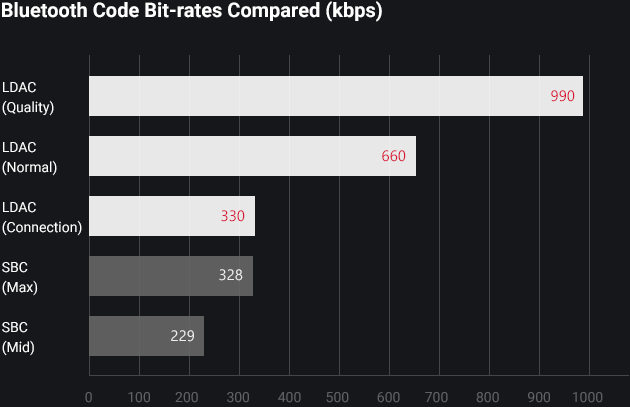 Bluetooth Code Bit-rates Compared (kbps)
LDAC
(Quality)
990
LDAC
(Normal)
660
LDAC
(Connection)
330
SBC
(Max)
328
SBC
(Mid)
229
0 100 200 300 400 500 600 700 800 900 1000